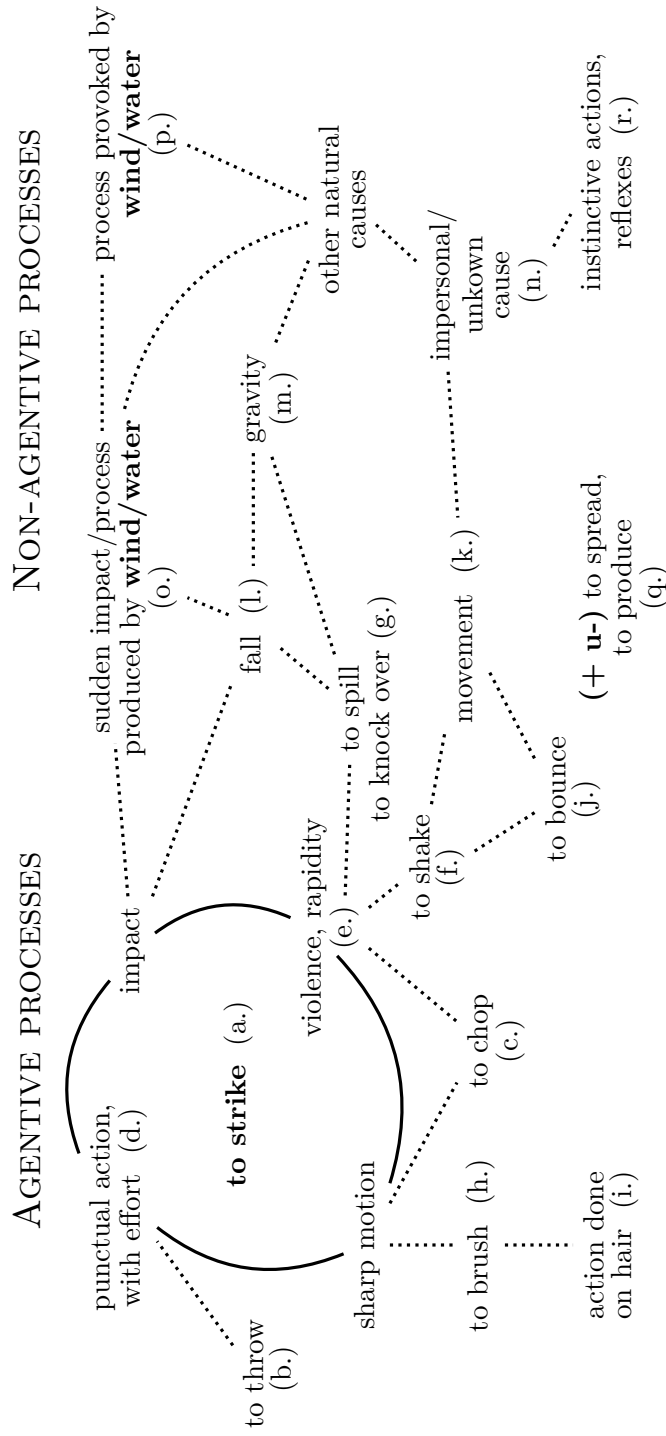 AGENTIVE PROCESSES
NON-AGENTIVE PROCESSES
punctual action,
with effort (d.)
impact
sudden impact/process
produced by wind/water
(o.)
process provoked by
wind/water
(p.)
to throw
(b.)
to strike (a.)
fall (l.)
gravity
(m.)
other natural
causes
sharp motion
violence, rapidity
(e.)
to spill
to knock over (g.)
to brush (h.)
to chop
(c.)
to shake
(f.)
movement (k.)
impersonal/
unkown
cause
(n.)
action done
on hair (i.)
to bounce
(j.)
(+ u-) to spread,
to produce
(q.)
instinctive actions,
reflexes (r.)